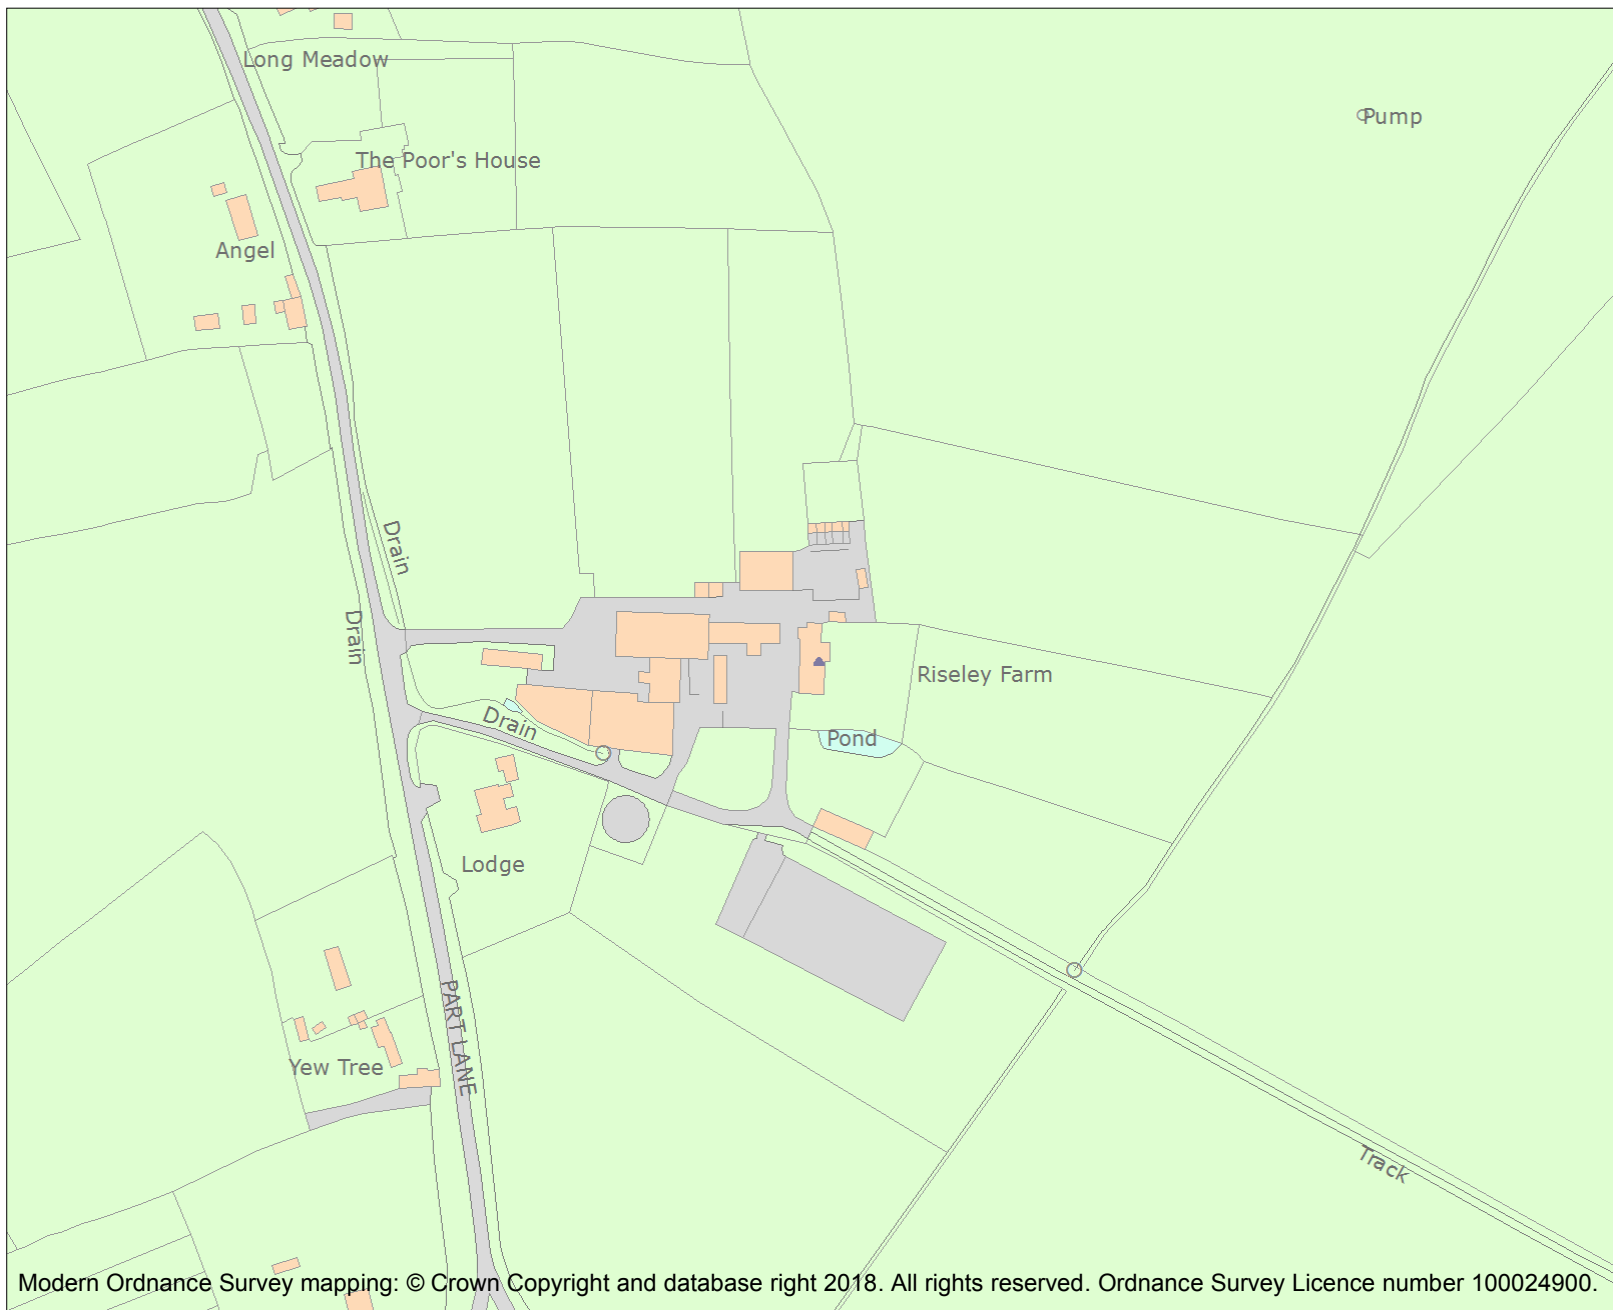 Long Meadow
Pump
The Poor's House
Angel
Drain
Drain
Riseley Farm
Drain
Pond
Lodge
PART LANE
Yew Tree
Track
Modern Ordnance Survey mapping: © Crown Copyright and database right 2018. All rights reserved. Ordnance Survey Licence number 100024900.